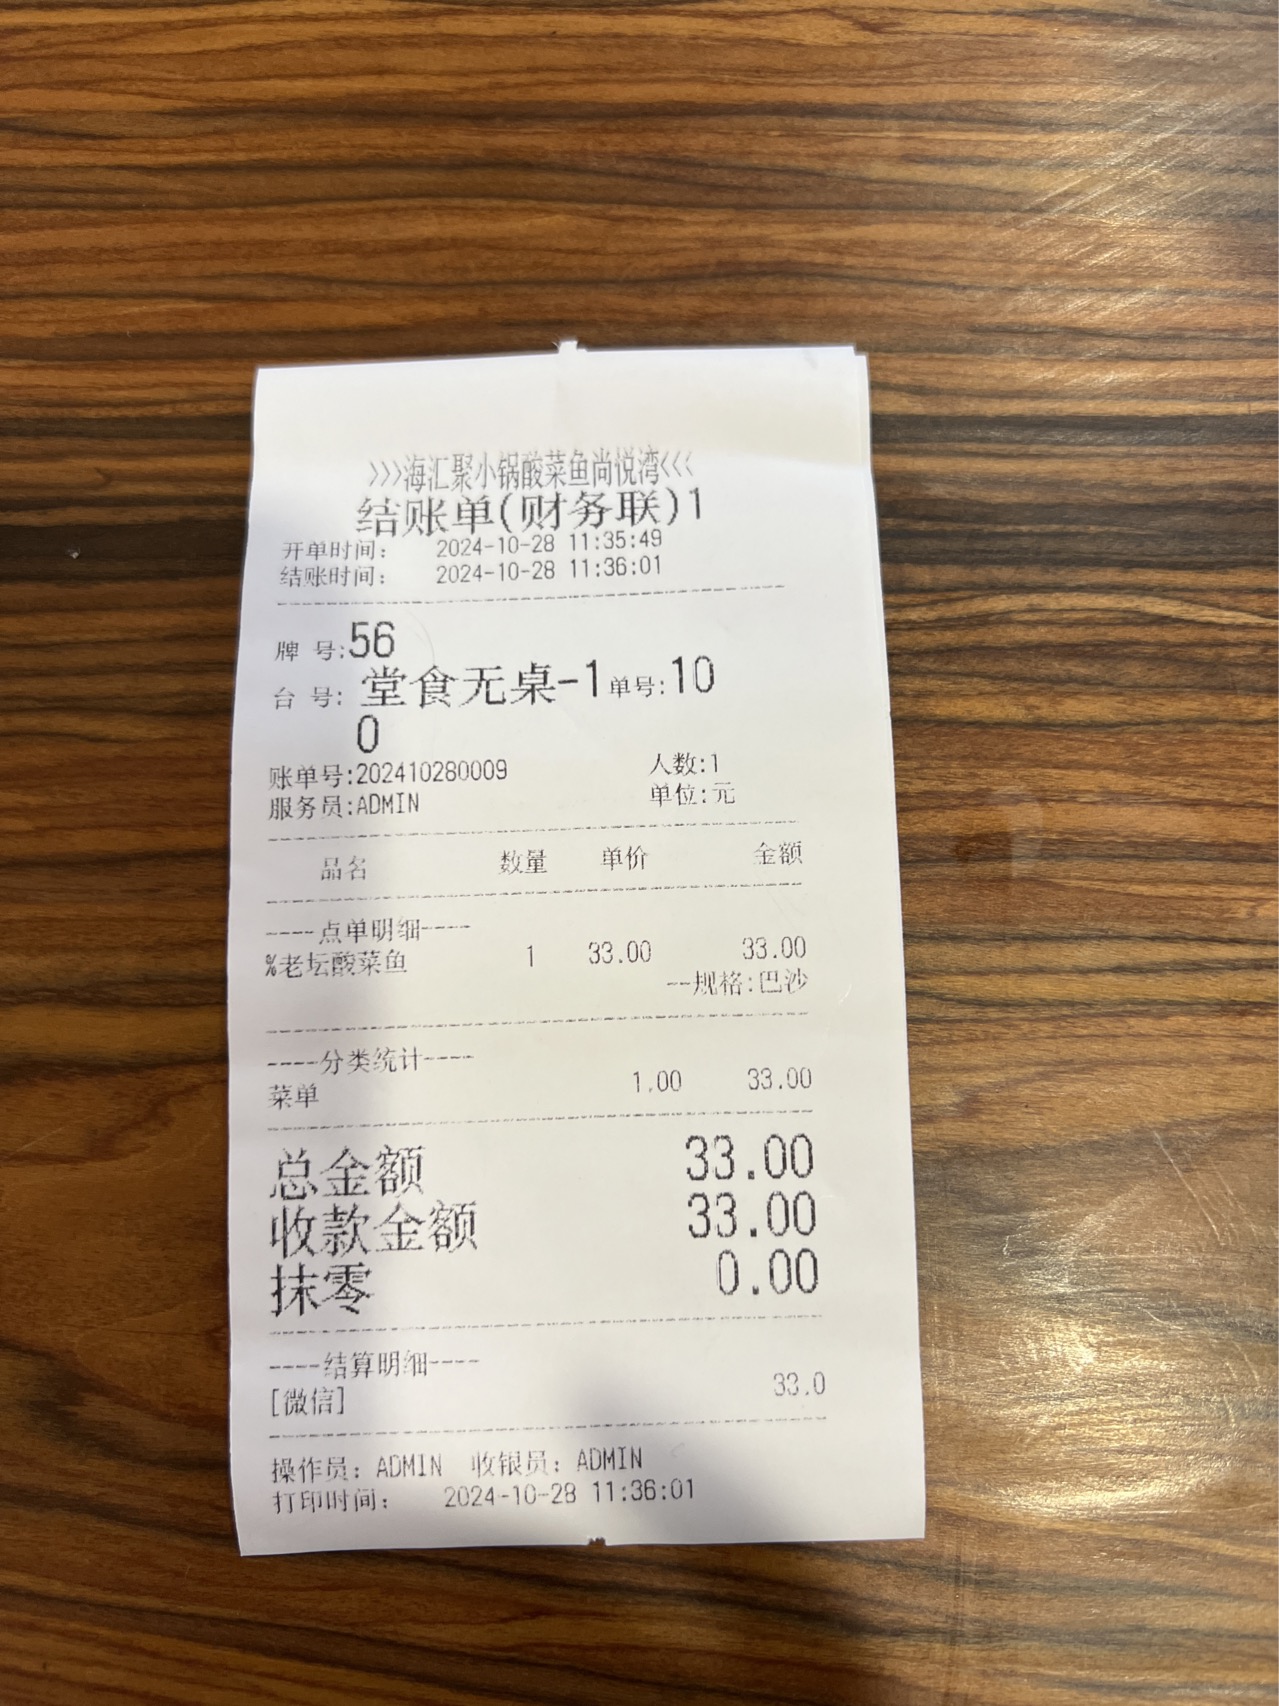 >>>海汇聚小锅酸菜鱼尚悦湾<<<
结账单(财务联)1
开单时间: 2024-10-28 11:35:49
结账时间: 2024-10-28 11:36:01
牌 号:56
台 号: 堂食无桌-1单号:10
0
账单号:202410280009 人数:1
服务员:ADMIN 单位:元
品名 数量 单价 金额
----点单明细----
%老坛酸菜鱼 1 33.00 33.00
--规格:巴沙
----分类统计----
菜单 1.00 33.00
总金额 33.00
收款金额 33.00
抹零 0.00
----结算明细----
[微信] 33.0
操作员: ADMIN 收银员: ADMIN
打印时间: 2024-10-28 11:36:01